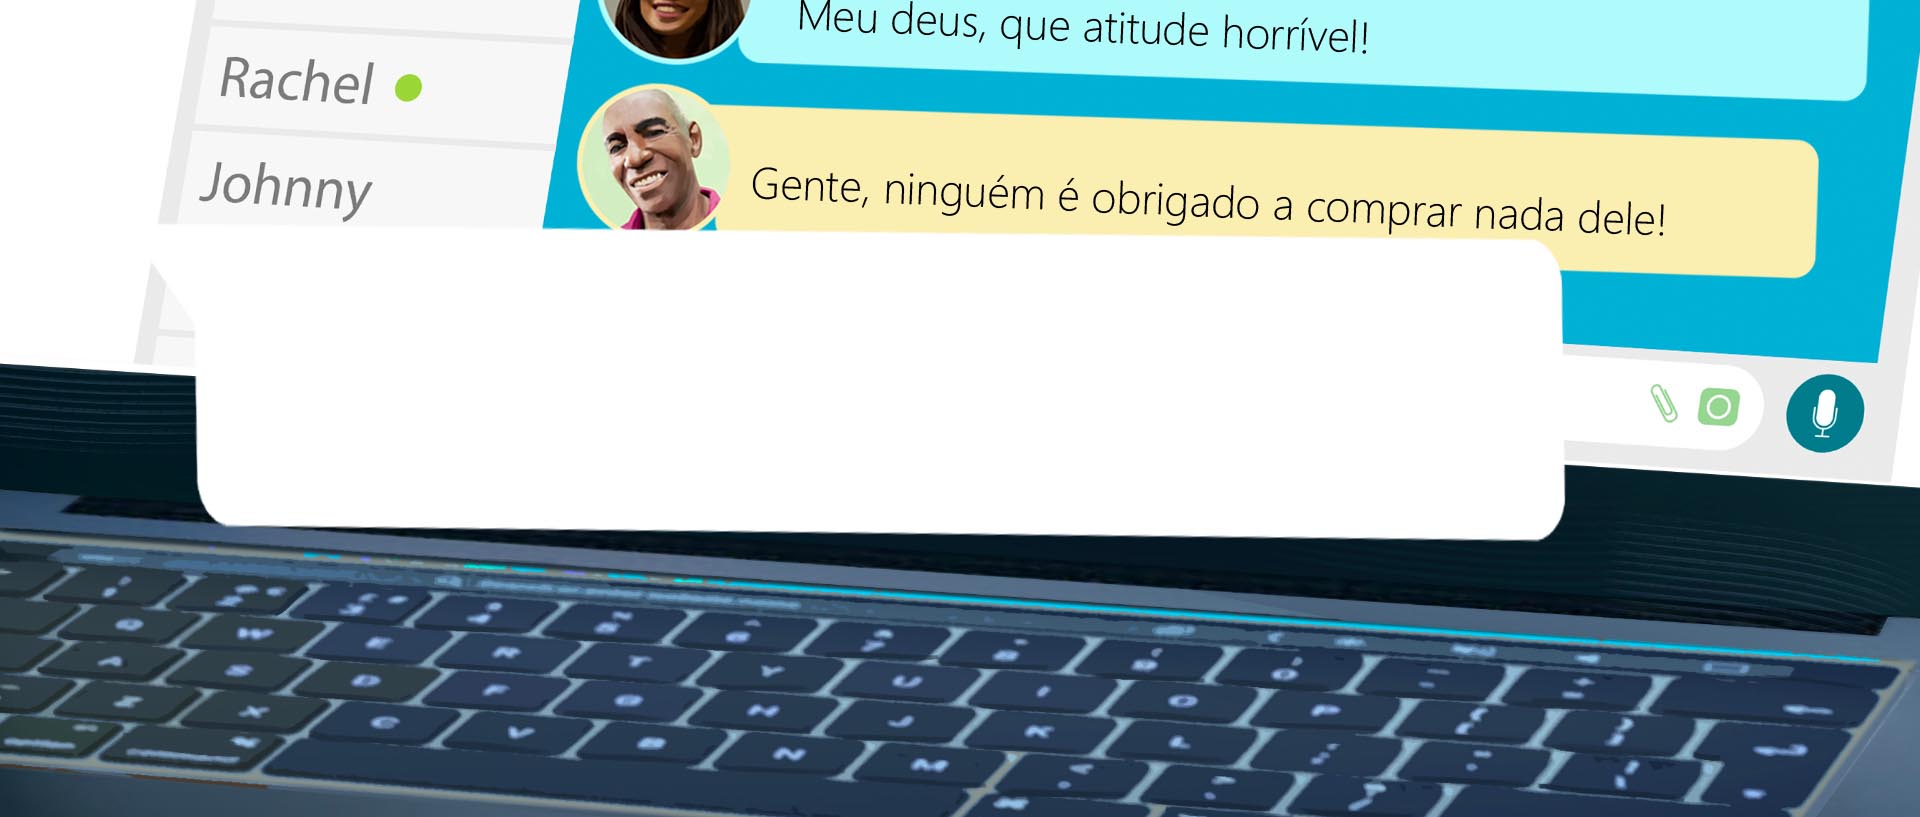 Meu deus, que atitude horrível!
Rachel
Johnny
Gente, ninguém é obrigado a comprar nada dele!
Q W E R T Y U I O P
A S D F G H J K L
Z X C V B N M